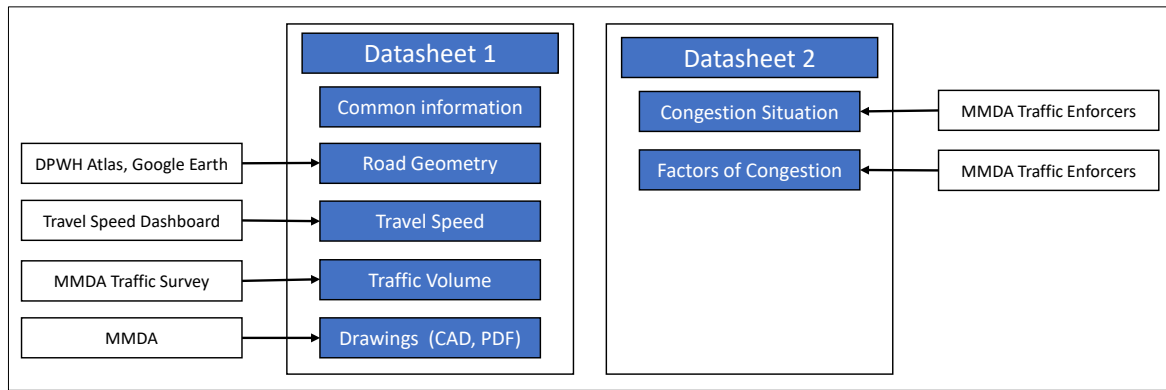 Datasheet 1
Datasheet 2
Common information
Congestion Situation
MMDA Traffic Enforcers
DPWH Atlas, Google Earth
Road Geometry
Factors of Congestion
MMDA Traffic Enforcers
Travel Speed Dashboard
Travel Speed
MMDA Traffic Survey
Traffic Volume
MMDA
Drawings (CAD, PDF)